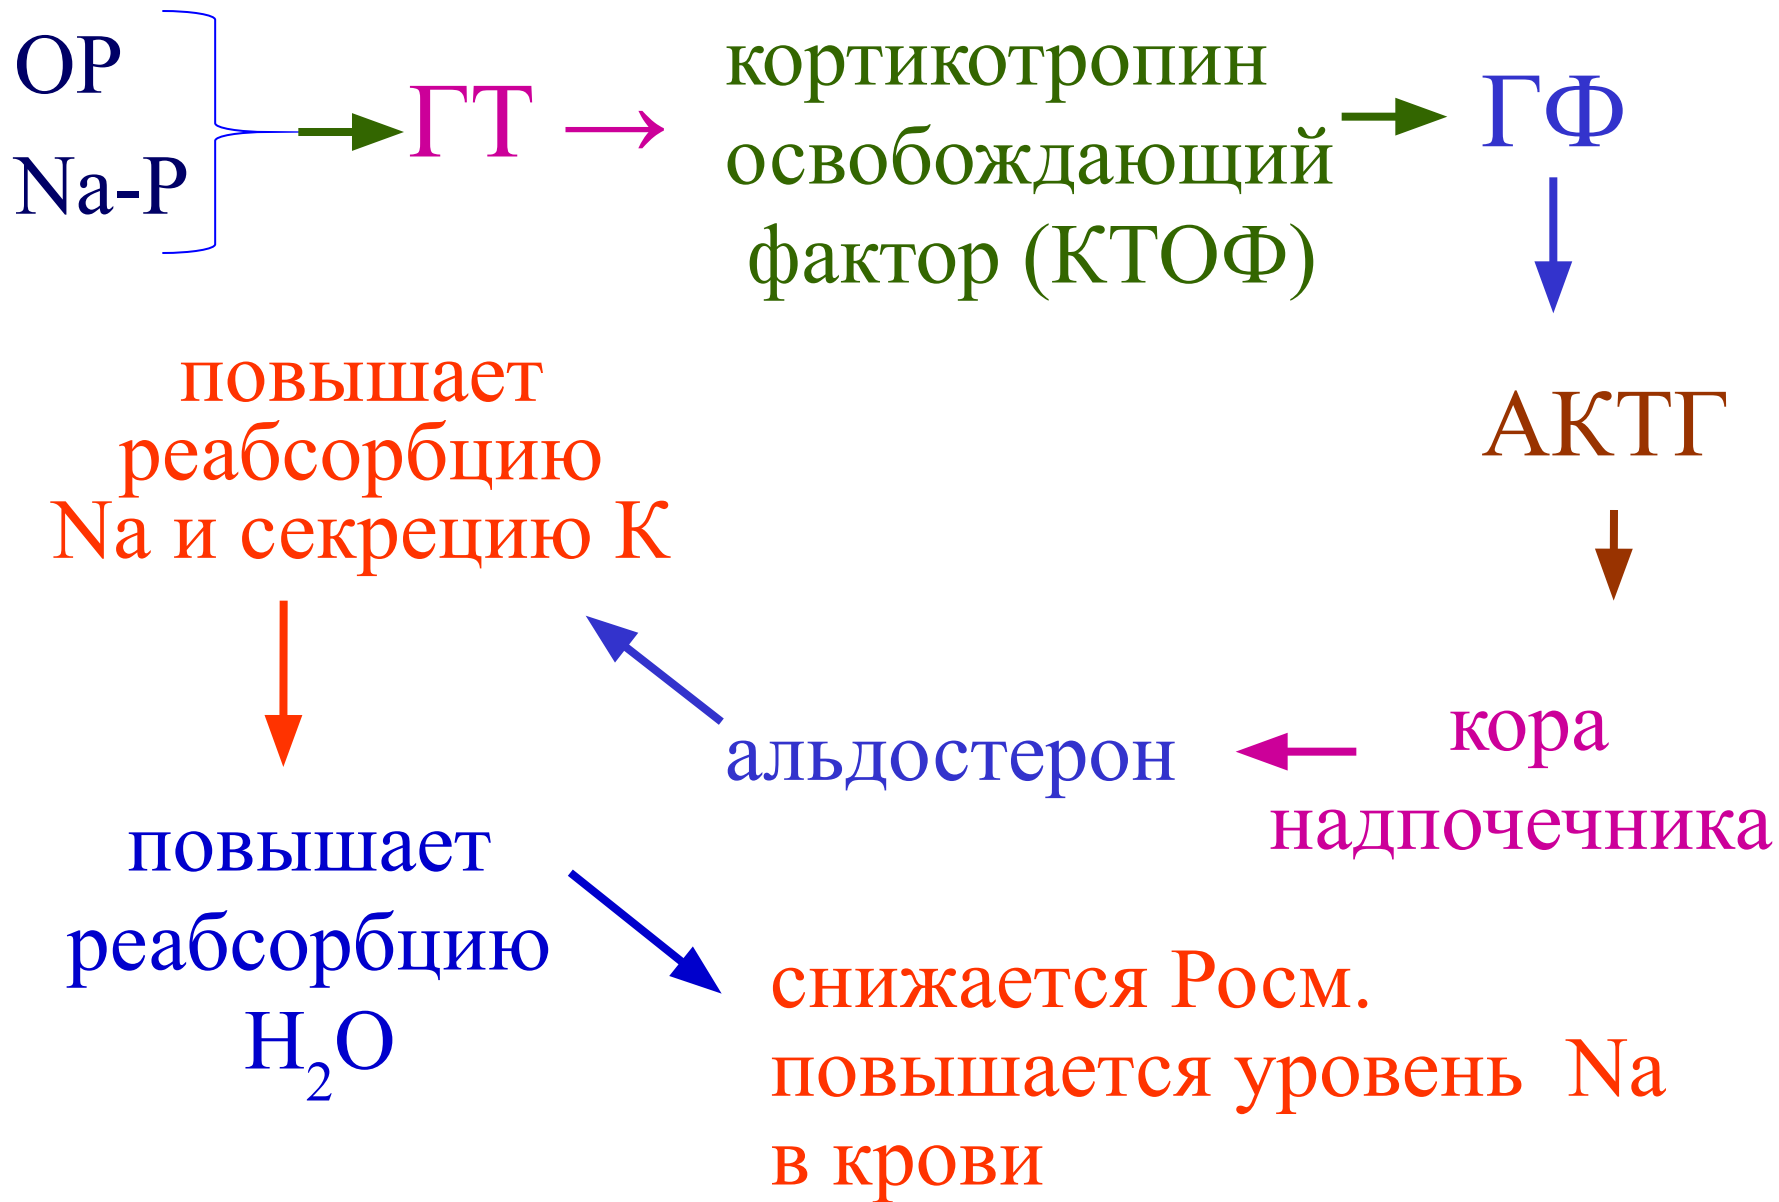 ОР
Na-Р
ГТ →
кортикотропин
освобождающий
фактор (КТОФ)
ГФ
АКТГ
кора
надпочечника
альдостерон
повышает
реабсорбцию
Na и секрецию К
повышает
реабсорбцию
H₂O
снижается Росм.
повышается уровень Na
в крови